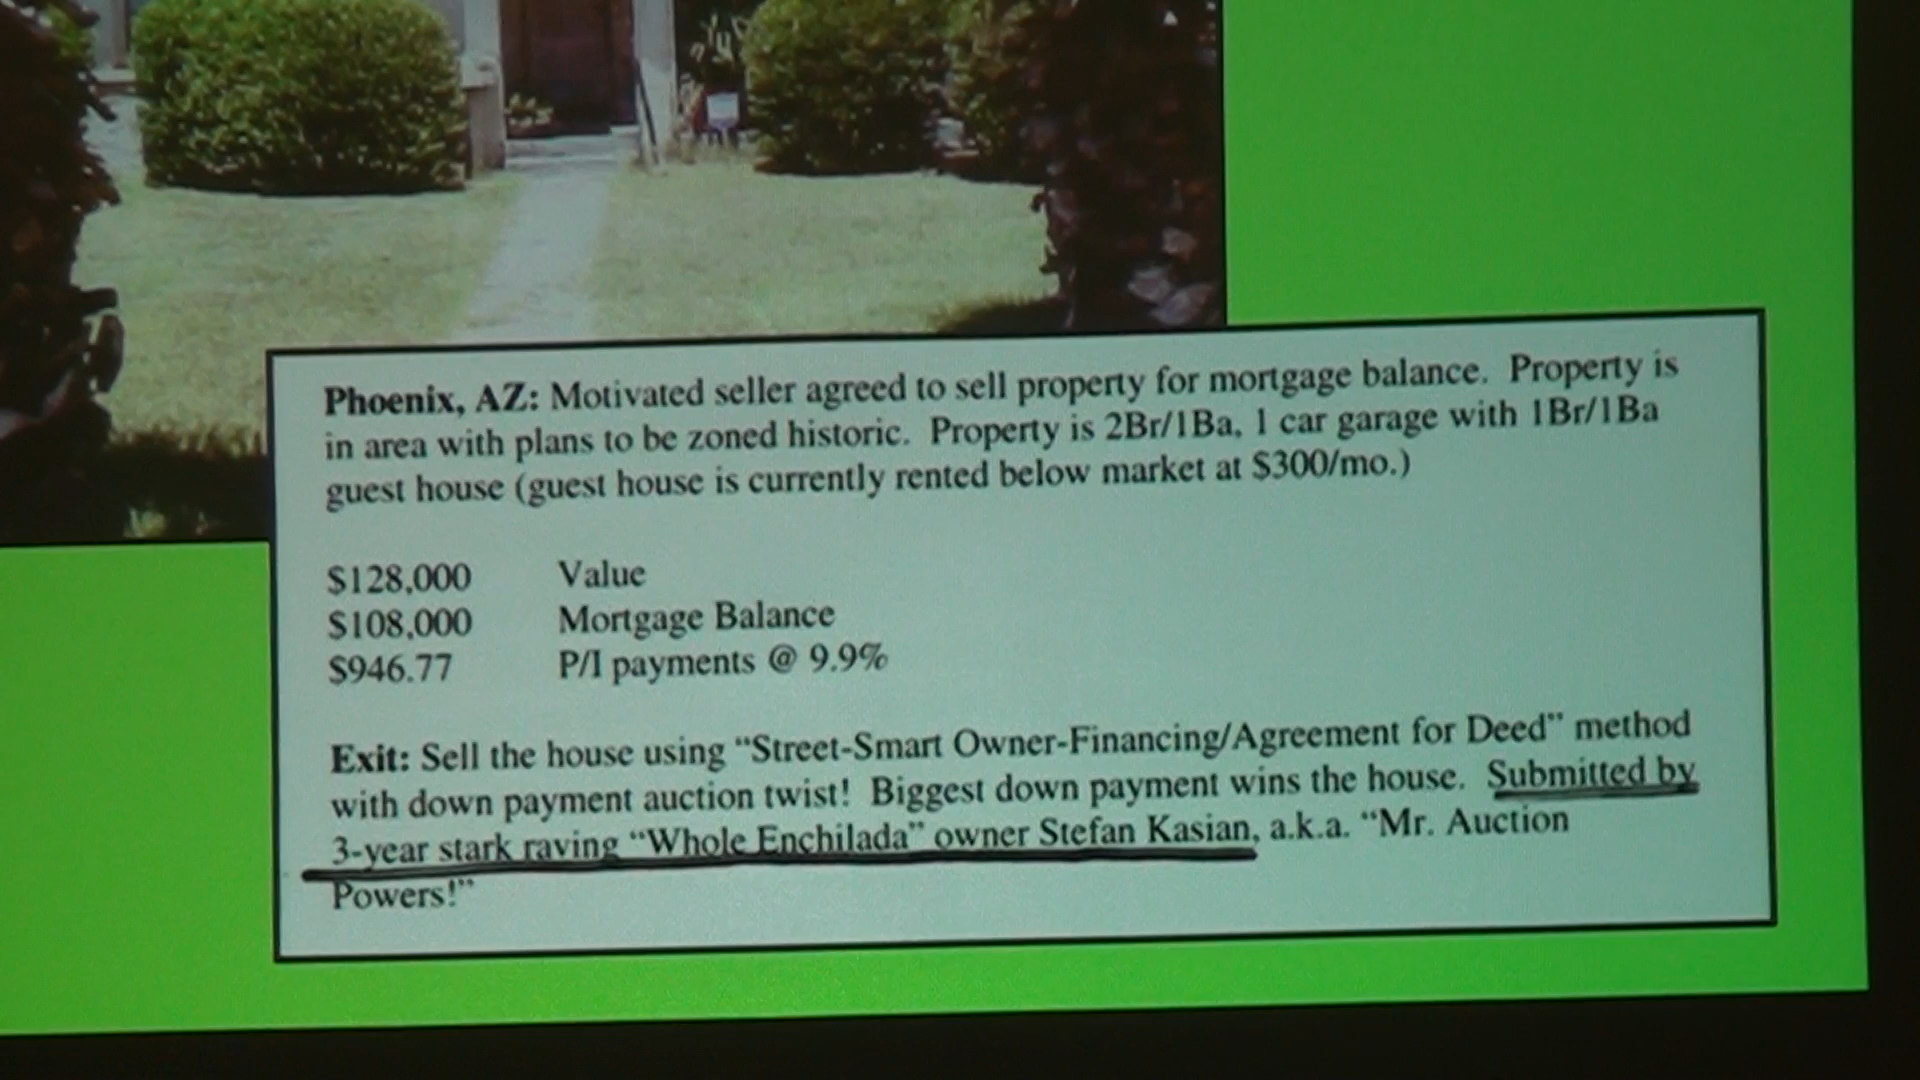 Phoenix, AZ: Motivated seller agreed to sell property for mortgage balance. Property is
in area with plans to be zoned historic. Property is 2Br/1Ba, 1 car garage with 1Br/1Ba
guest house (guest house is currently rented below market at $300/mo.)
$128,000 Value
$108,000 Mortgage Balance
$946.77 P/I payments @ 9.9%
Exit: Sell the house using “Street-Smart Owner-Financing/Agreement for Deed” method
with down payment auction twist! Biggest down payment wins the house. Submitted by
3-year stark raving “Whole Enchilada” owner Stefan Kasian, a.k.a. “Mr. Auction
Powers!”